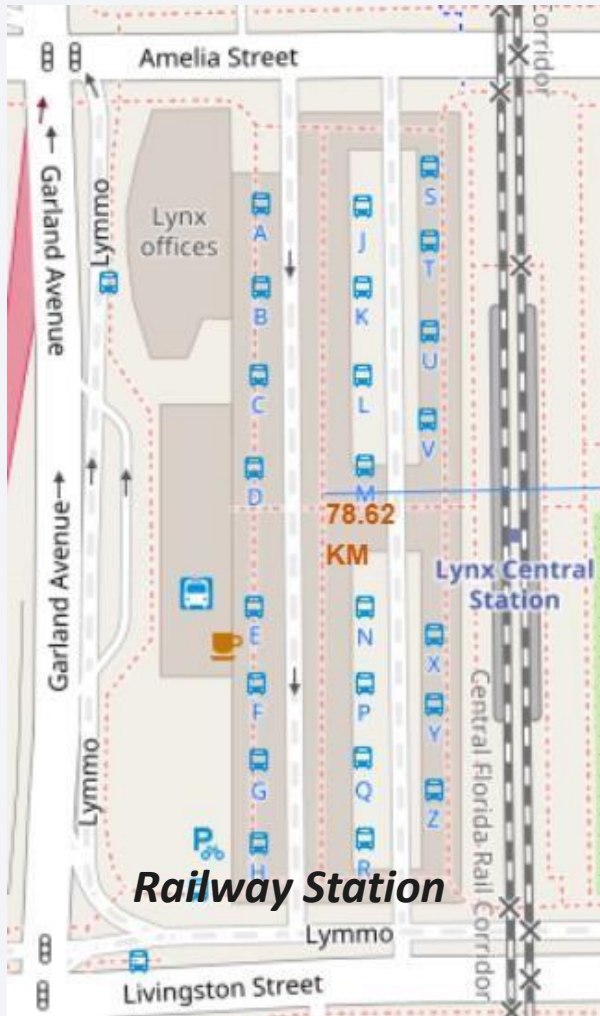 Corridor
Amelia Street
Garland Avenue
Lymmo
Lynx
offices
A
B
C
D
J
K
L
M
S
T
U
V
78.62
KM
Garland Avenue
Lynx Central
Station
E
F
G
H
N
P
Q
R
X
Y
Z
Central Florida Rail Corridor
Lymmo
P
Railway Station
Lymmo
Livingston Street